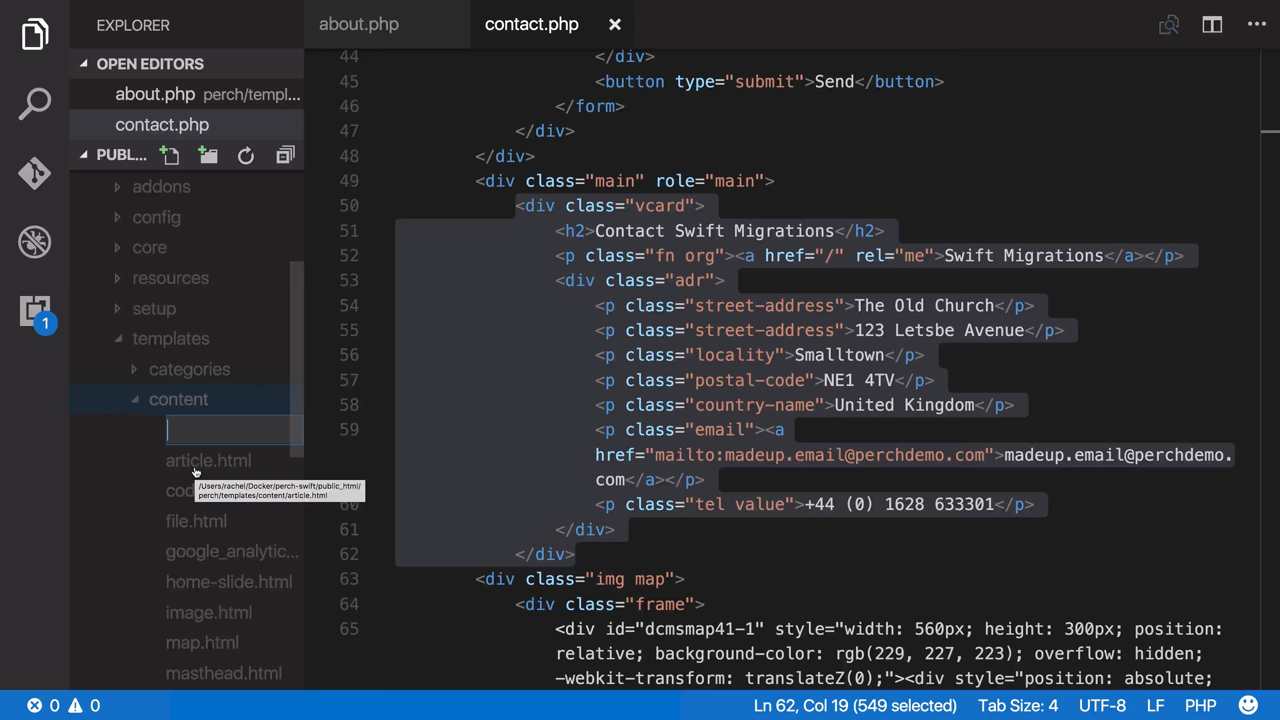 EXPLORER
OPEN EDITORS
about.php perch/templ...
contact.php
PUBL...
addons
config
core
resources
setup
templates
categories
content
article.html
cod
/Users/rachel/Docker/perch-swift/public_html/
perch/templates/content/article.html
file.html
google_analytic...
home-slide.html
image.html
map.html
masthead.html
1
about.php
contact.php
44 </div>
45 <button type="submit">Send</button>
46 </form>
47 </div>
48 </div>
49 <div class="main" role="main">
50 <div class="vcard">
51 <h2>Contact Swift Migrations</h2>
52 <p class="fn org"><a href="/" rel="me">Swift Migrations</a></p>
53 <div class="adr">
54 <p class="street-address">The Old Church</p>
55 <p class="street-address">123 Letsbe Avenue</p>
56 <p class="locality">Smalltown</p>
57 <p class="postal-code">NE1 4TV</p>
58 <p class="country-name">United Kingdom</p>
59 <p class="email"><a
href="mailto:madeup.email@perchdemo.com">madeup.email@perchdemo.
com</a></p>
60 <p class="tel value">+44 (0) 1628 633301</p>
61 </div>
62 </div>
63 <div class="img map">
64 <div class="frame">
65 <div id="dcmsmap41-1" style="width: 560px; height: 300px; position:
relative; background-color: rgb(229, 227, 223); overflow: hidden;
-webkit-transform: translateZ(0);"><div style="position: absolute;
0 0
Ln 62, Col 19 (549 selected) Tab Size: 4 UTF-8 LF PHP